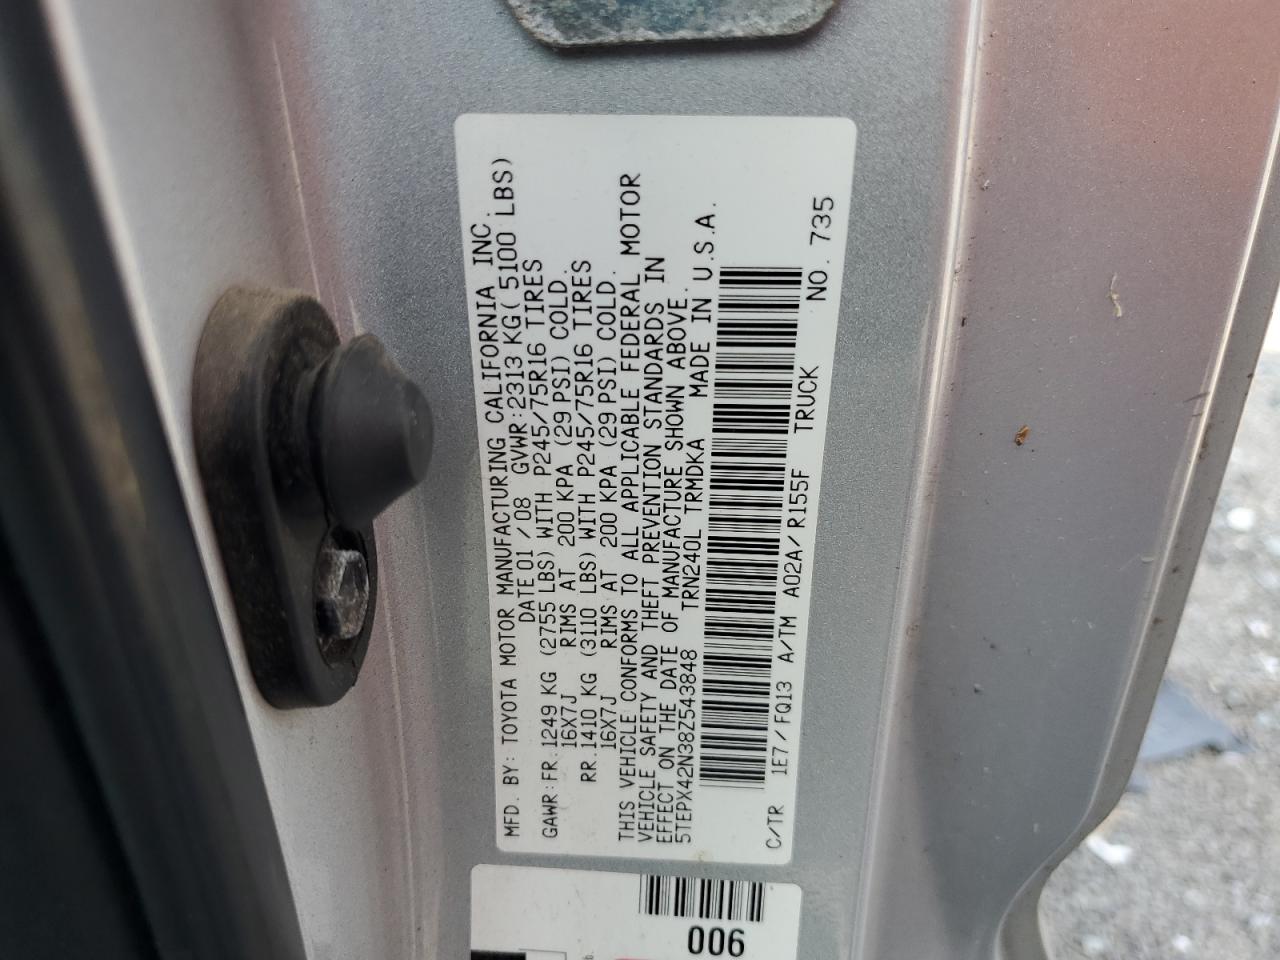 MFD. BY: TOYOTA MOTOR MANUFACTURING CALIFORNIA INC.
DATE 01 / 08 GVWR: 2313 KG( 5100 LBS)
GAWR: FR: 1249 KG (2755 LBS) WITH P245/75R16 TIRES
16X7J RIMS AT 200 KPA (29 PSI) COLD.
RR. 1410 KG (3110 LBS) WITH P245/75R16 TIRES
16X7J RIMS AT 200 KPA (29 PSI) COLD.
THIS VEHICLE CONFORMS TO ALL APPLICABLE FEDERAL MOTOR
VEHICLE SAFETY AND THEFT PREVENTION STANDARDS IN
EFFECT ON THE DATE OF MANUFACTURE SHOWN ABOVE.
5TEPX42N38Z543848 TRN240L TRMDKA MADE IN U.S.A.
C/TR 1E7 / FQ13 A/TM A02A/ R155F TRUCK NO. 735
006